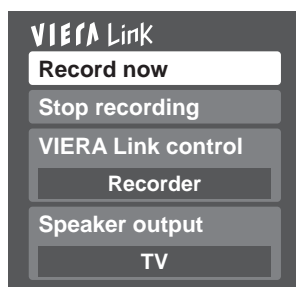 VIERA Link
Record now
Stop recording
VIERA Link control
Recorder
Speaker output
TV